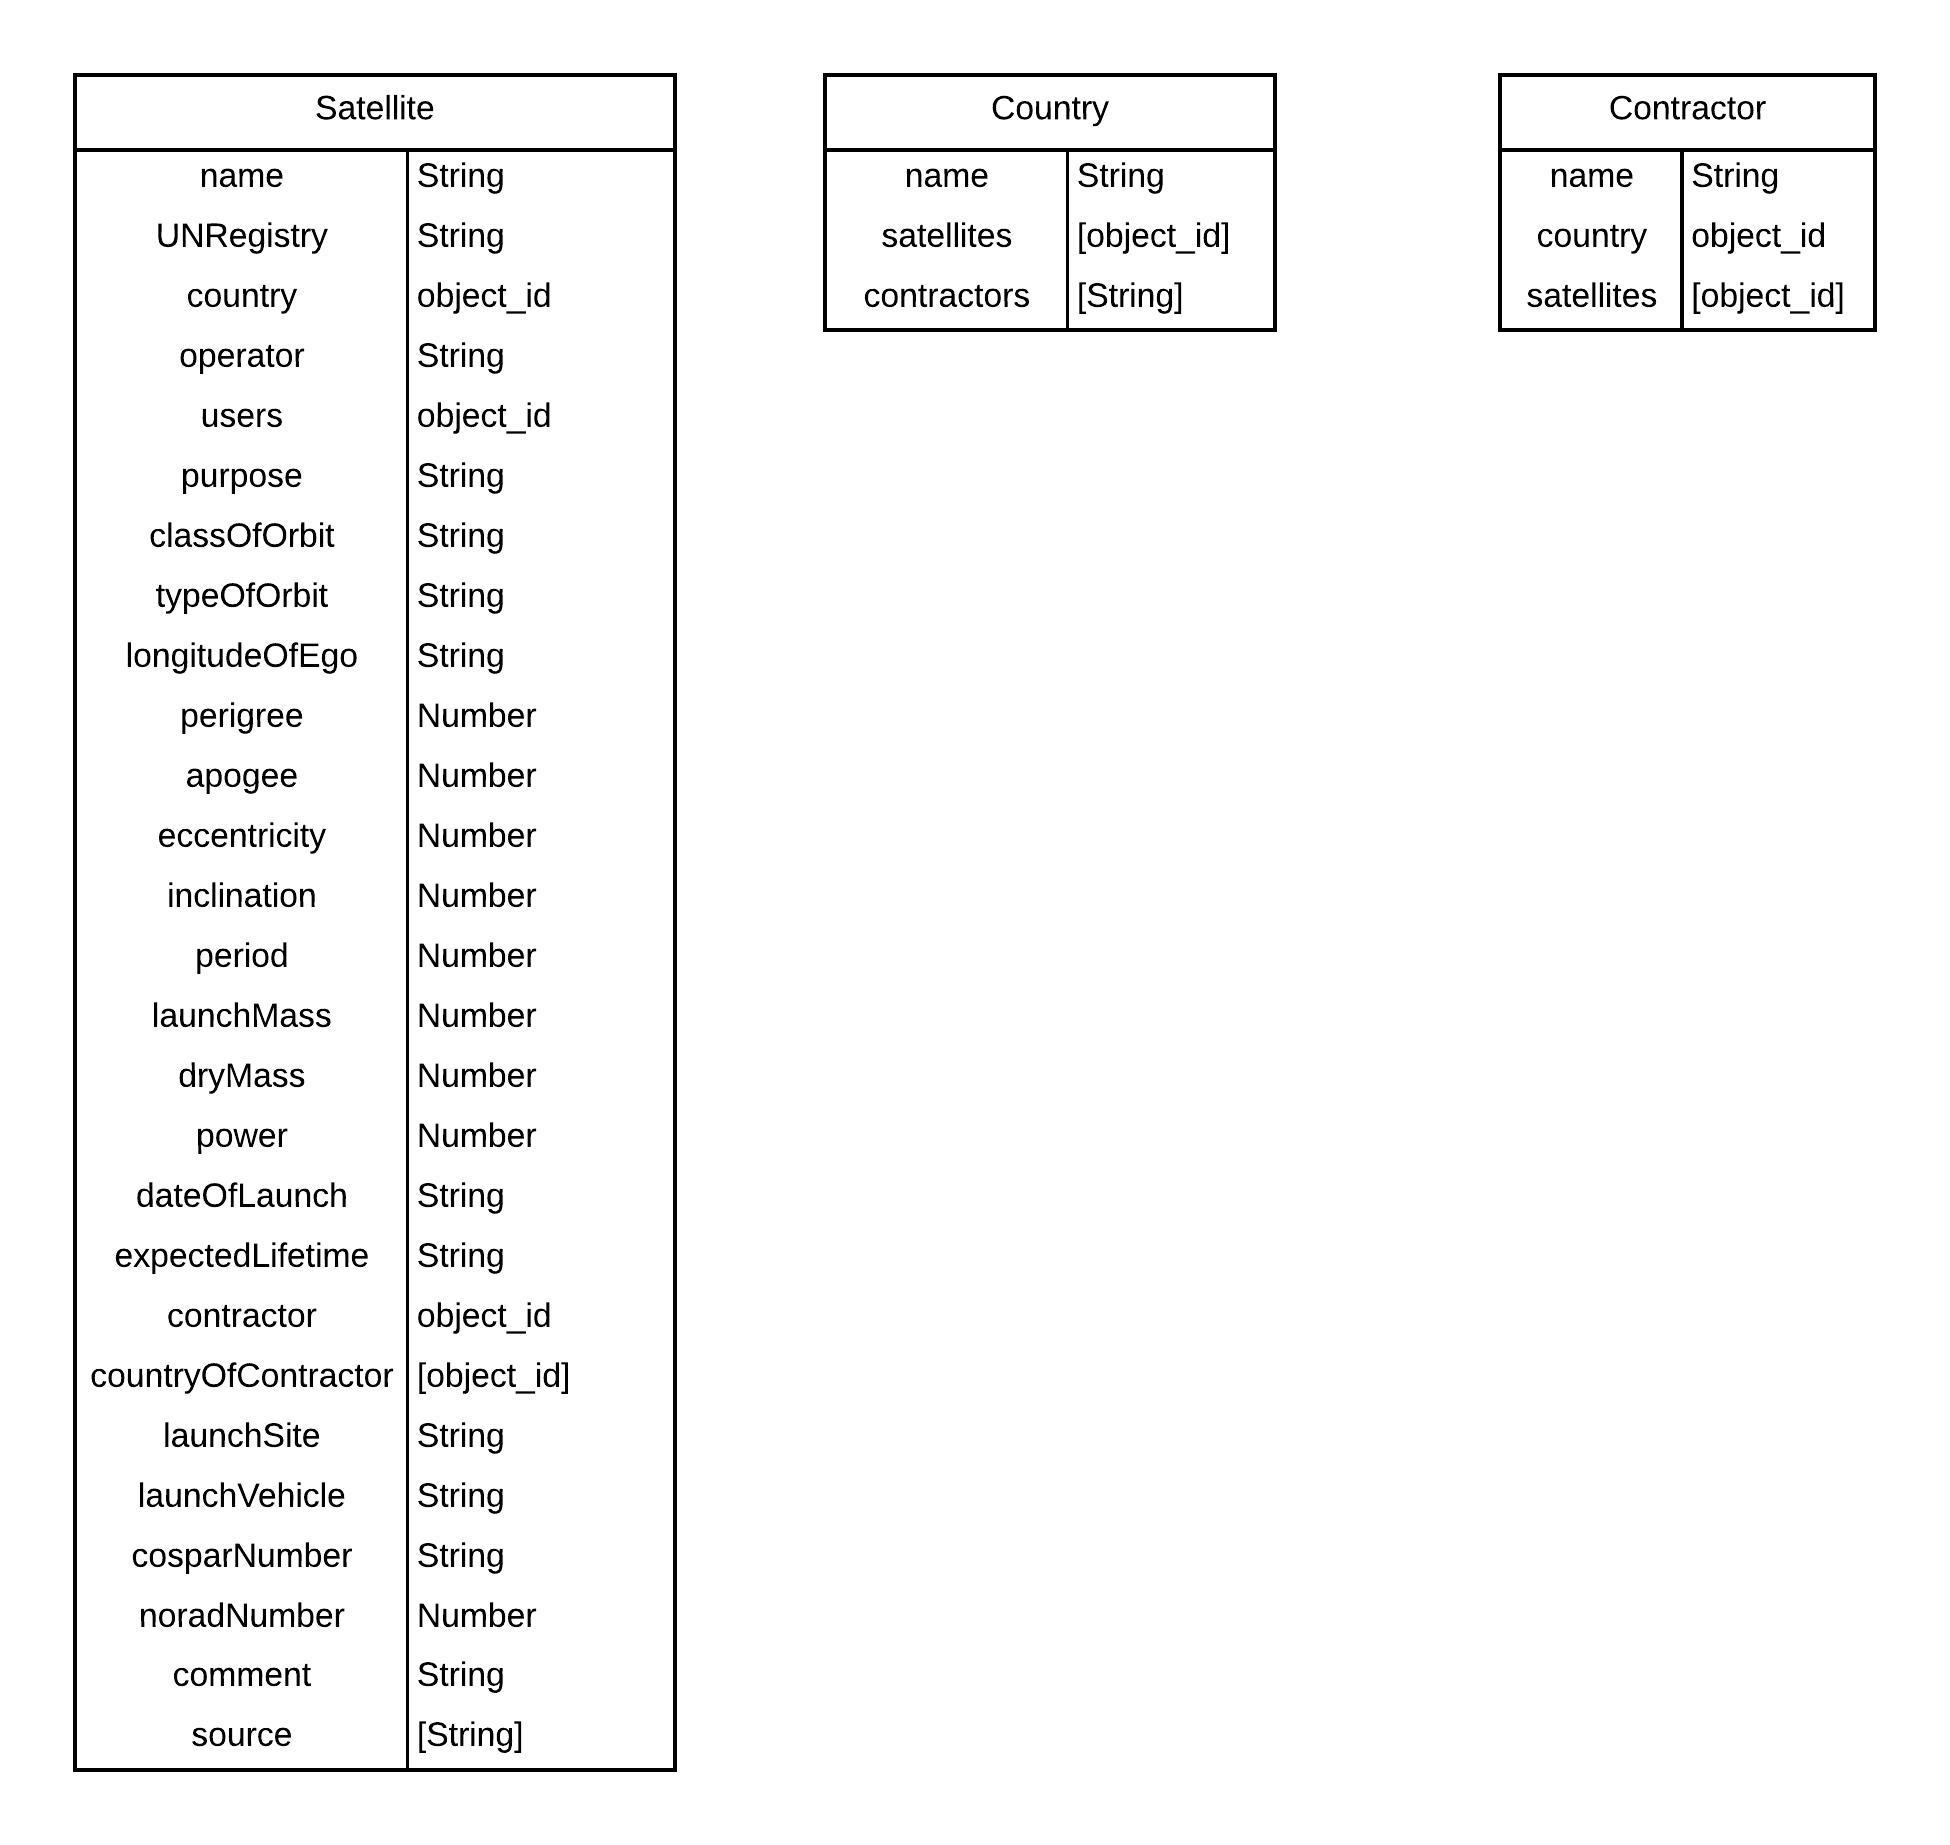 Satellite
name String
UNRegistry String
country object_id
operator String
users object_id
purpose String
classOfOrbit String
typeOfOrbit String
longitudeOfEgo String
perigree Number
apogee Number
eccentricity Number
inclination Number
period Number
launchMass Number
dryMass Number
power Number
dateOfLaunch String
expectedLifetime String
contractor object_id
countryOfContractor [object_id]
launchSite String
launchVehicle String
cosparNumber String
noradNumber Number
comment String
source [String]
Country
name String
satellites [object_id]
contractors [String]
Contractor
name String
country object_id
satellites [object_id]